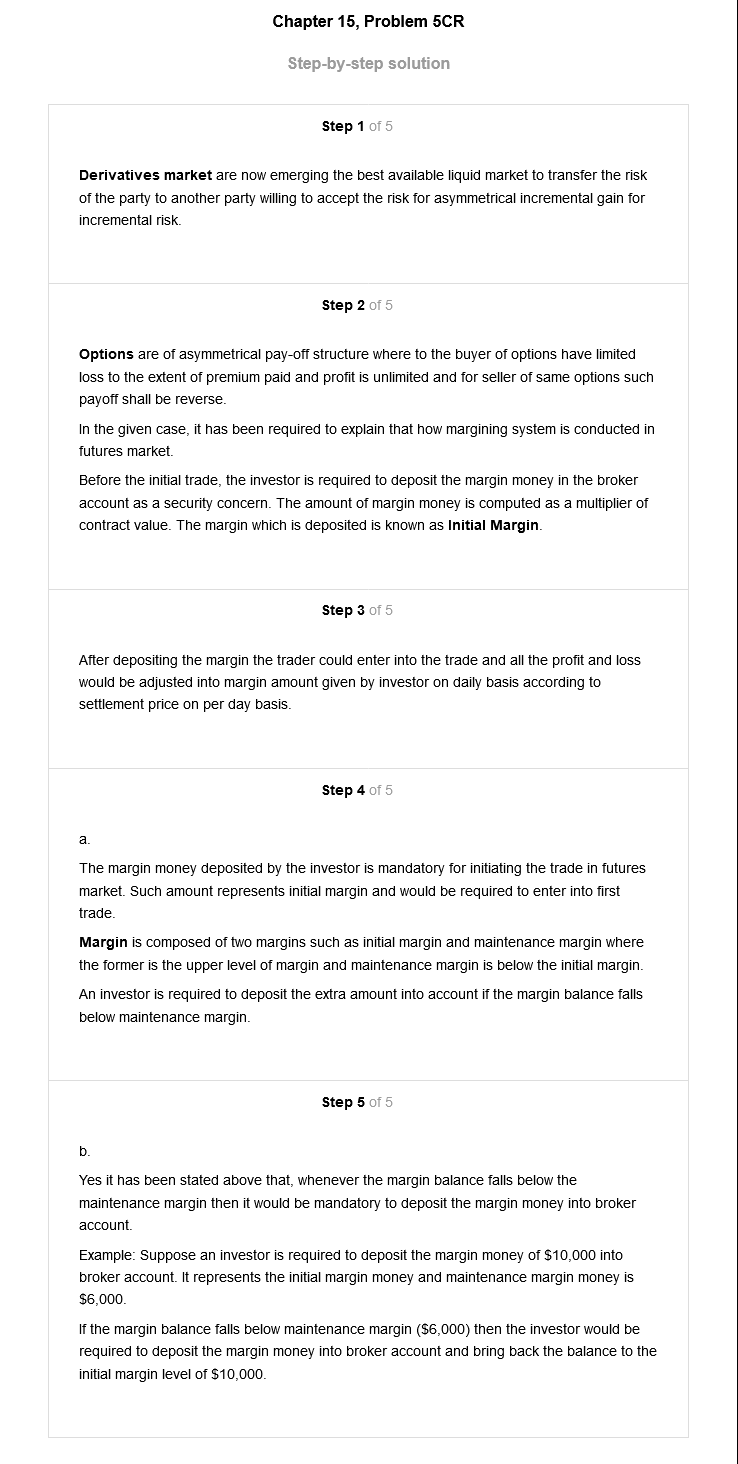 Chapter 15, Problem 5CR
Step-by-step solution
Step 1 of 5
Derivatives market are now emerging the best available liquid market to transfer the risk
of the party to another party willing to accept the risk for asymmetrical incremental gain for
incremental risk.
Step 2 of 5
Options are of asymmetrical pay-off structure where to the buyer of options have limited
loss to the extent of premium paid and profit is unlimited and for seller of same options such
payoff shall be reverse.
In the given case, it has been required to explain that how margining system is conducted in
futures market.
Before the initial trade, the investor is required to deposit the margin money in the broker
account as a security concern. The amount of margin money is computed as a multiplier of
contract value. The margin which is deposited is known as Initial Margin.
Step 3 of 5
After depositing the margin the trader could enter into the trade and all the profit and loss
would be adjusted into margin amount given by investor on daily basis according to
settlement price on per day basis.
Step 4 of 5
a.
The margin money deposited by the investor is mandatory for initiating the trade in futures
market. Such amount represents initial margin and would be required to enter into first
trade.
Margin is composed of two margins such as initial margin and maintenance margin where
the former is the upper level of margin and maintenance margin is below the initial margin.
An investor is required to deposit the extra amount into account if the margin balance falls
below maintenance margin.
Step 5 of 5
b.
Yes it has been stated above that, whenever the margin balance falls below the
maintenance margin then it would be mandatory to deposit the margin money into broker
account.
Example: Suppose an investor is required to deposit the margin money of $10,000 into
broker account. It represents the initial margin money and maintenance margin money is
$6,000.
If the margin balance falls below maintenance margin ($6,000) then the investor would be
required to deposit the margin money into broker account and bring back the balance to the
initial margin level of $10,000.